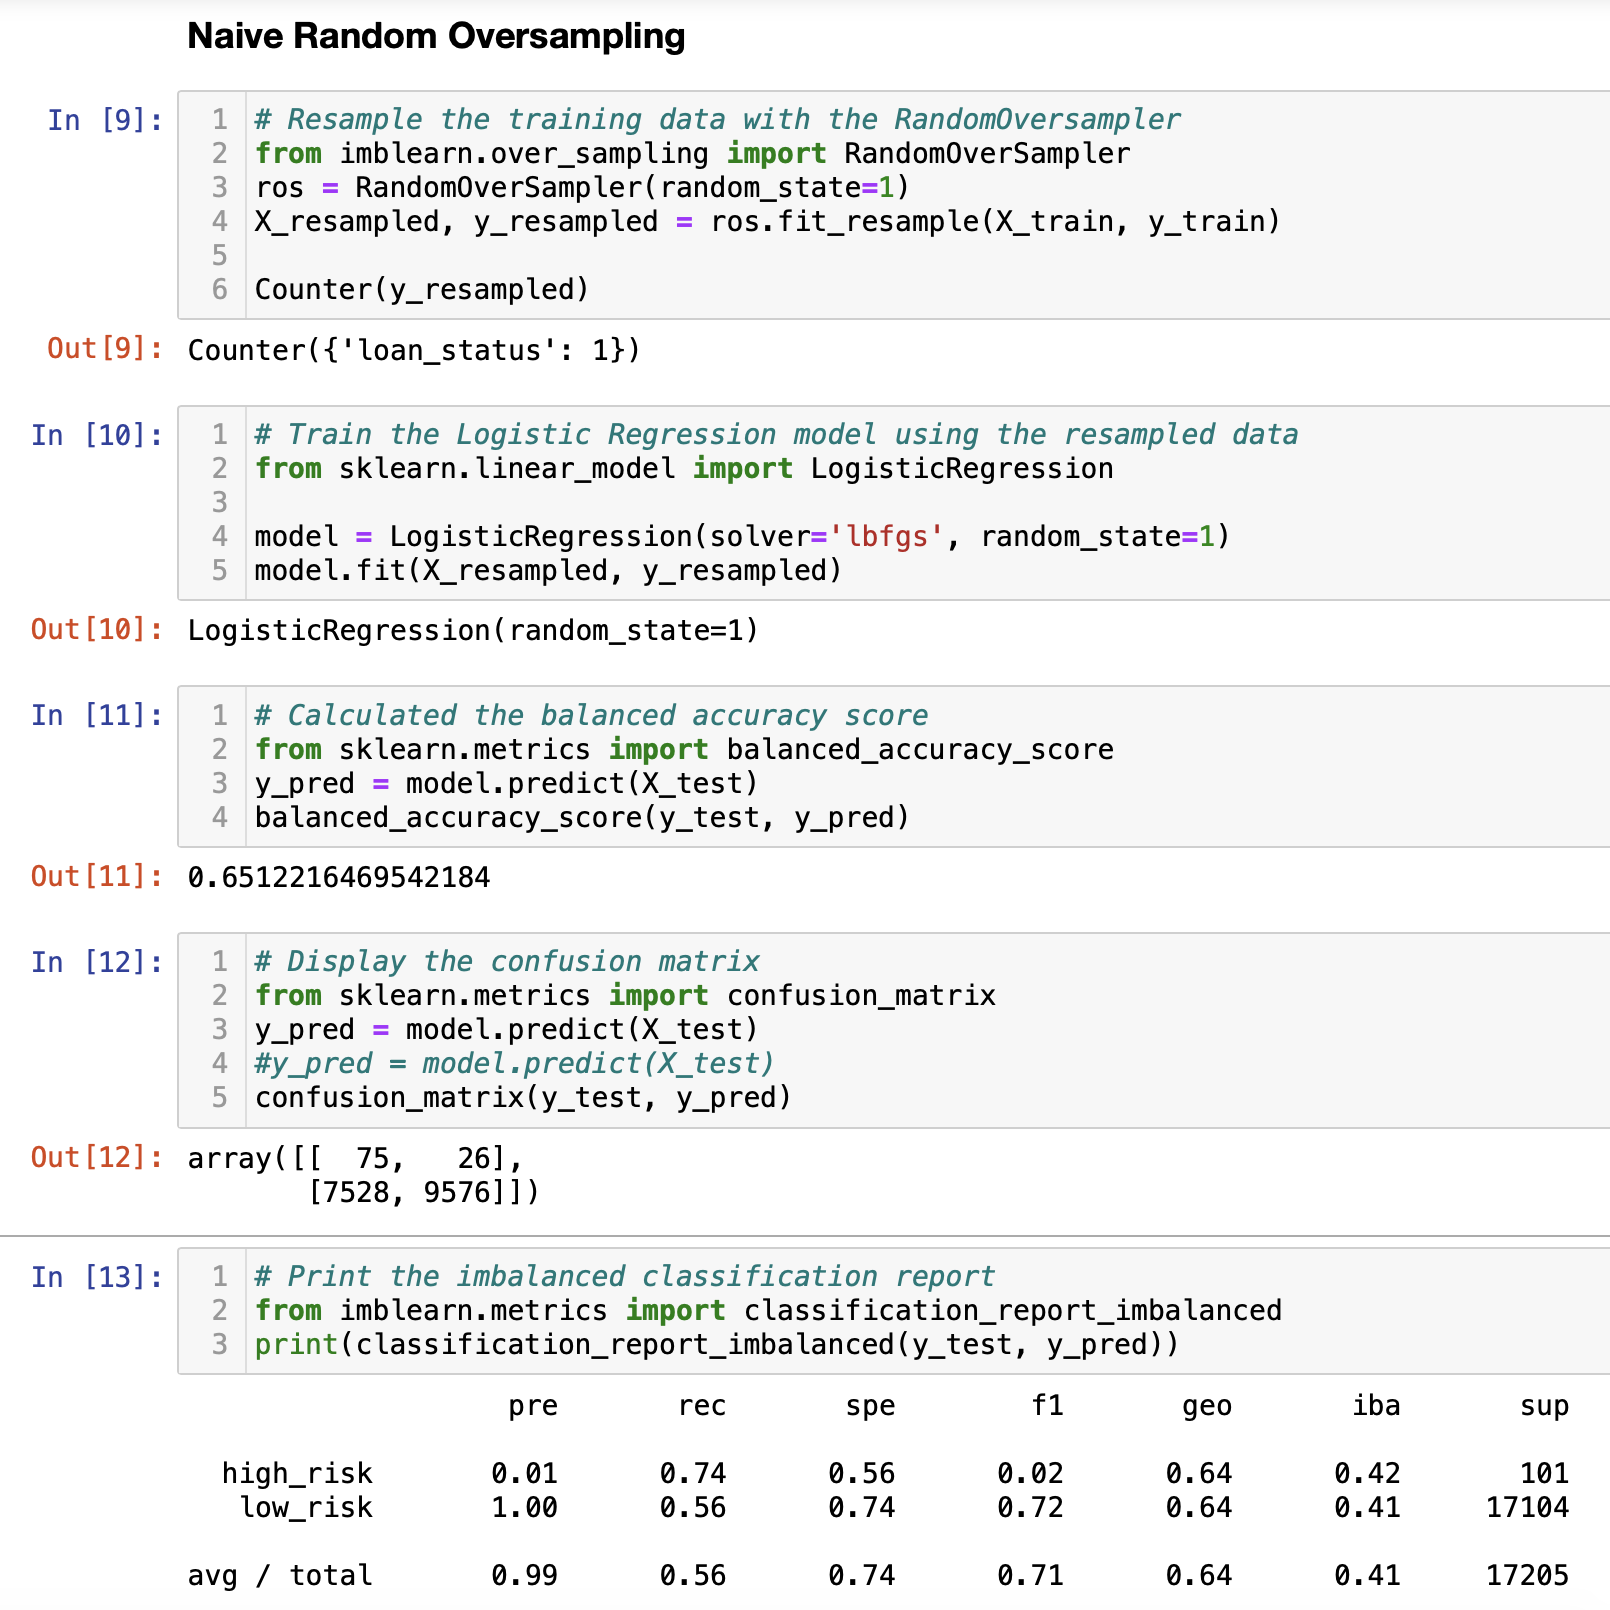 Naive Random Oversampling
In [9]:
1 # Resample the training data with the RandomOversampler
2 from imblearn.over_sampling import RandomOverSampler
3 ros = RandomOverSampler(random_state=1)
4 X_resampled, y_resampled = ros.fit_resample(X_train, y_train)
5
6 Counter(y_resampled)
Out[9]: Counter({'loan_status': 1})
In [10]:
1 # Train the Logistic Regression model using the resampled data
2 from sklearn.linear_model import LogisticRegression
3
4 model = LogisticRegression(solver='lbfgs', random_state=1)
5 model.fit(X_resampled, y_resampled)
Out[10]: LogisticRegression(random_state=1)
In [11]:
1 # Calculated the balanced accuracy score
2 from sklearn.metrics import balanced_accuracy_score
3 y_pred = model.predict(X_test)
4 balanced_accuracy_score(y_test, y_pred)
Out[11]: 0.6512216469542184
In [12]:
1 # Display the confusion matrix
2 from sklearn.metrics import confusion_matrix
3 y_pred = model.predict(X_test)
4 #y_pred = model.predict(X_test)
5 confusion_matrix(y_test, y_pred)
Out[12]: array([[  75,   26],
       [7528, 9576]])
In [13]:
1 # Print the imbalanced classification report
2 from imblearn.metrics import classification_report_imbalanced
3 print(classification_report_imbalanced(y_test, y_pred))
pre rec spe f1 geo iba sup
high_risk 0.01 0.74 0.56 0.02 0.64 0.42 101
low_risk 1.00 0.56 0.74 0.72 0.64 0.41 17104
avg / total 0.99 0.56 0.74 0.71 0.64 0.41 17205